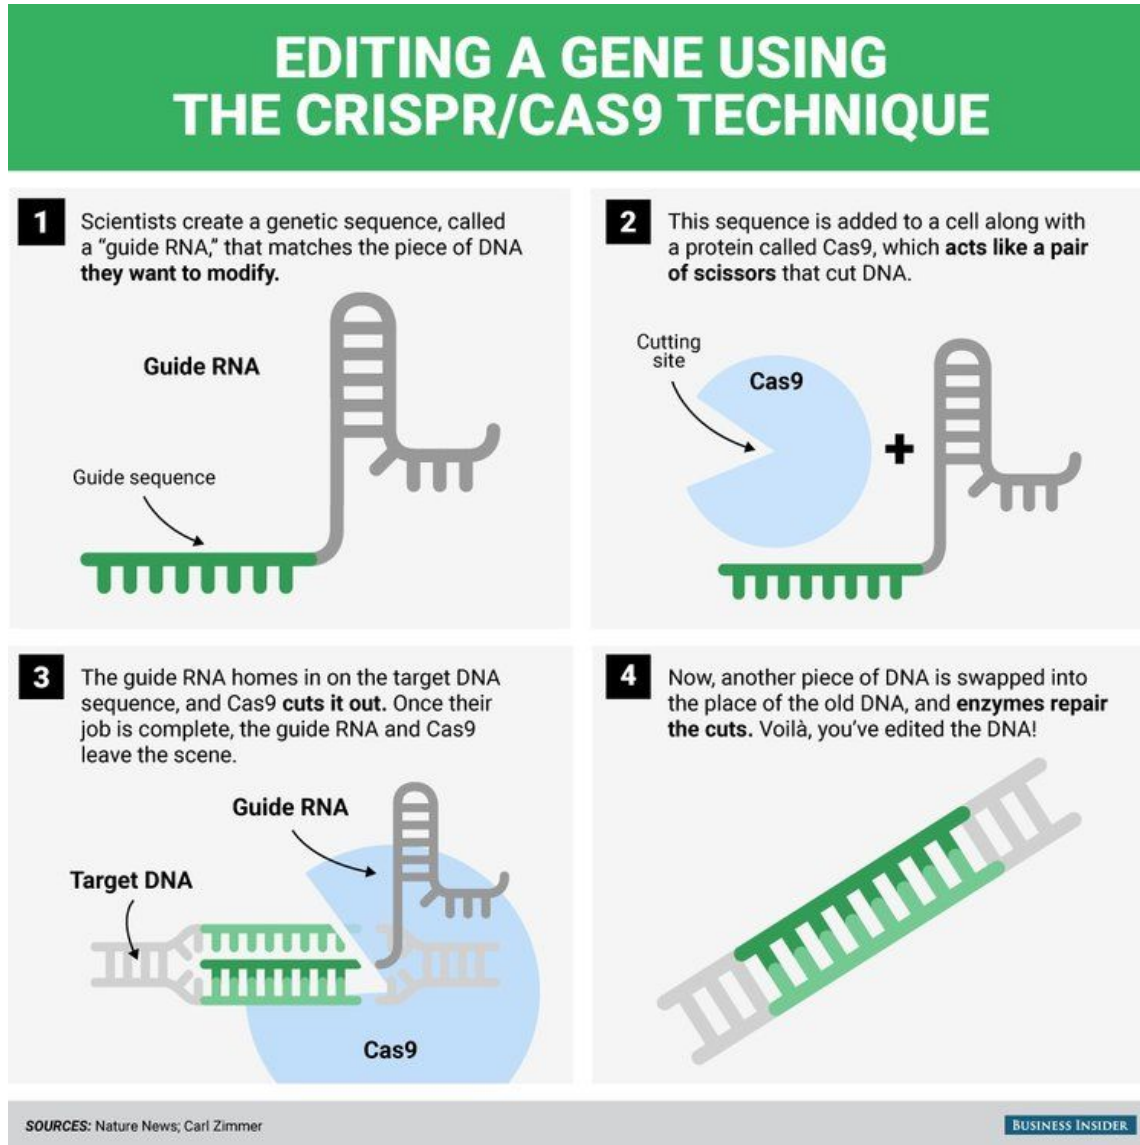 EDITING A GENE USING
THE CRISPR/CAS9 TECHNIQUE
1
Scientists create a genetic sequence, called
a “guide RNA,” that matches the piece of DNA
they want to modify.
Guide RNA
Guide sequence
2
This sequence is added to a cell along with
a protein called Cas9, which acts like a pair
of scissors that cut DNA.
Cutting
site
Cas9
+
3
The guide RNA homes in on the target DNA
sequence, and Cas9 cuts it out. Once their
job is complete, the guide RNA and Cas9
leave the scene.
Guide RNA
Target DNA
Cas9
4
Now, another piece of DNA is swapped into
the place of the old DNA, and enzymes repair
the cuts. Voilà, you’ve edited the DNA!
SOURCES: Nature News; Carl Zimmer
BUSINESS INSIDER